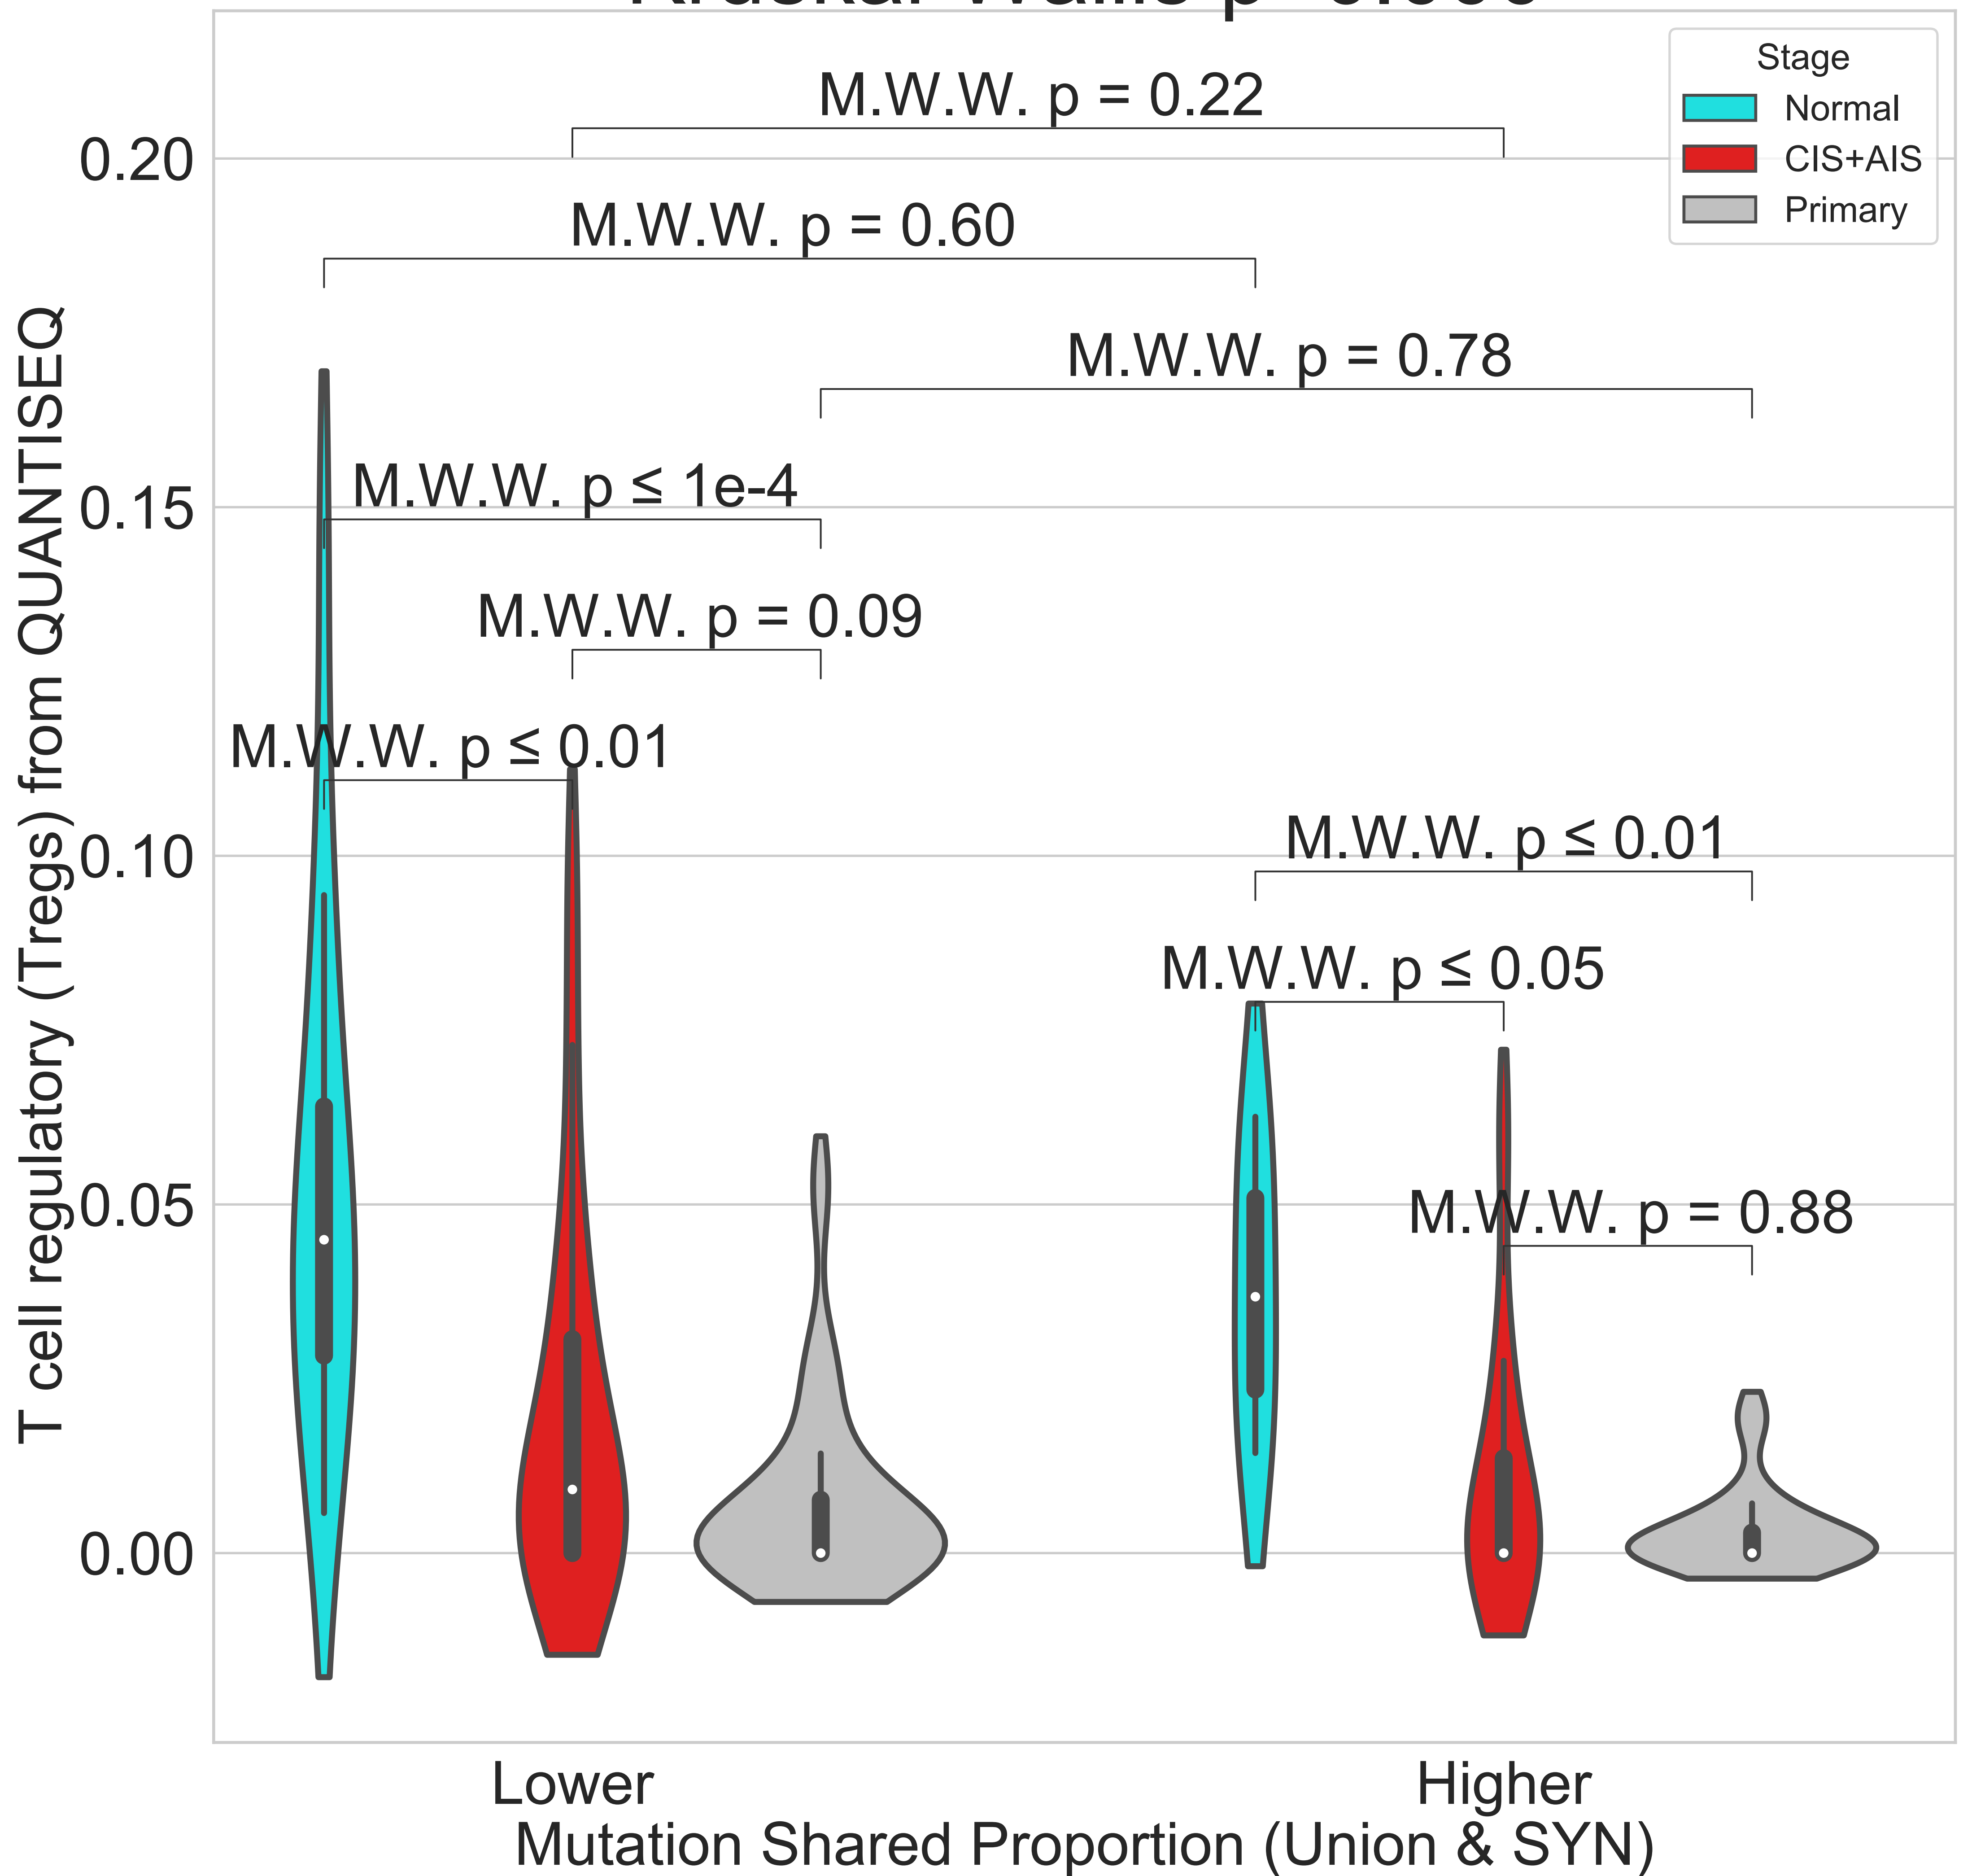 Stage
Normal
CIS+AIS
Primary
M.W.W. p = 0.22
M.W.W. p = 0.60
M.W.W. p = 0.78
M.W.W. p ≤ 1e-4
M.W.W. p = 0.09
M.W.W. p ≤ 0.01
M.W.W. p ≤ 0.01
M.W.W. p ≤ 0.05
M.W.W. p = 0.88
0.20
0.15
0.10
0.05
0.00
T cell regulatory (Tregs) from QUANTISEQ
Lower
Higher
Mutation Shared Proportion (Union & SYN)